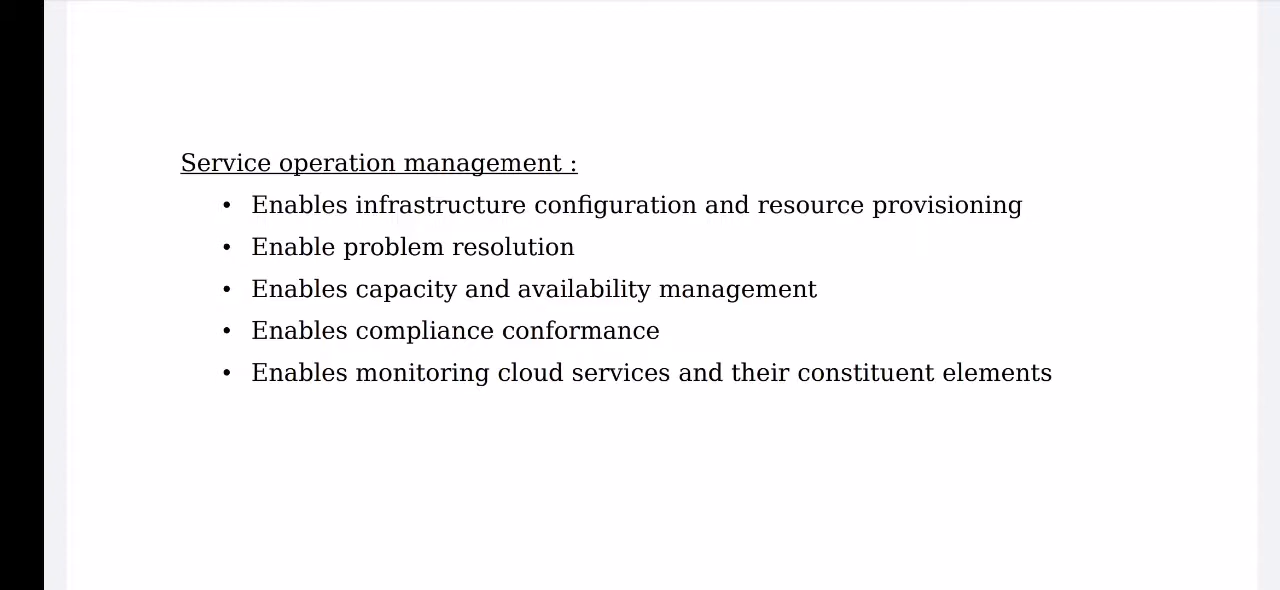 Service operation management :
• Enables infrastructure configuration and resource provisioning
• Enable problem resolution
• Enables capacity and availability management
• Enables compliance conformance
• Enables monitoring cloud services and their constituent elements